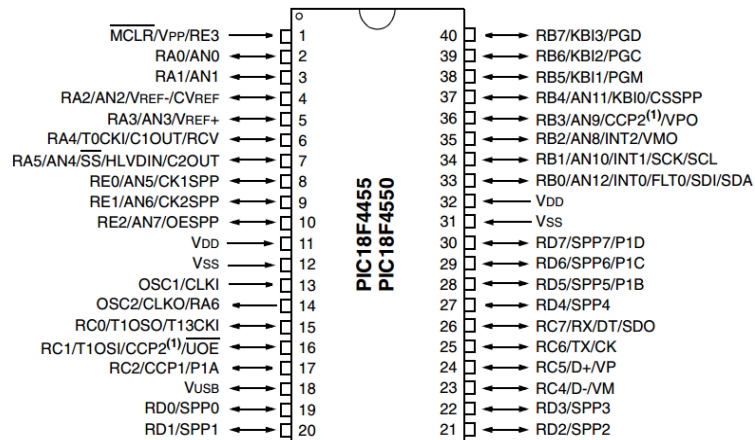 MCLR/VPP/RE3 1
RA0/AN0 2
RA1/AN1 3
RA2/AN2/VREF-/CVREF 4
RA3/AN3/VREF+ 5
RA4/T0CKI/C1OUT/RCV 6
RA5/AN4/SS/HLVDIN/C2OUT 7
RE0/AN5/CK1SPP 8
RE1/AN6/CK2SPP 9
RE2/AN7/OESPP 10
VDD 11
VSS 12
OSC1/CLKI 13
OSC2/CLKO/RA6 14
RC0/T1OSO/T13CKI 15
RC1/T1OSI/CCP2(1)/UOE 16
RC2/CCP1/P1A 17
VUSB 18
RD0/SPP0 19
RD1/SPP1 20
PIC18F4455
PIC18F4550
40 RB7/KBI3/PGD
39 RB6/KBI2/PGC
38 RB5/KBI1/PGM
37 RB4/AN11/KBI0/CSSPP
36 RB3/AN9/CCP2(1)/VPO
35 RB2/AN8/INT2/VMO
34 RB1/AN10/INT1/SCK/SCL
33 RB0/AN12/INT0/FLT0/SDI/SDA
32 VDD
31 VSS
30 RD7/SPP7/P1D
29 RD6/SPP6/P1C
28 RD5/SPP5/P1B
27 RD4/SPP4
26 RC7/RX/DT/SDO
25 RC6/TX/CK
24 RC5/D+/VP
23 RC4/D-/VM
22 RD3/SPP3
21 RD2/SPP2